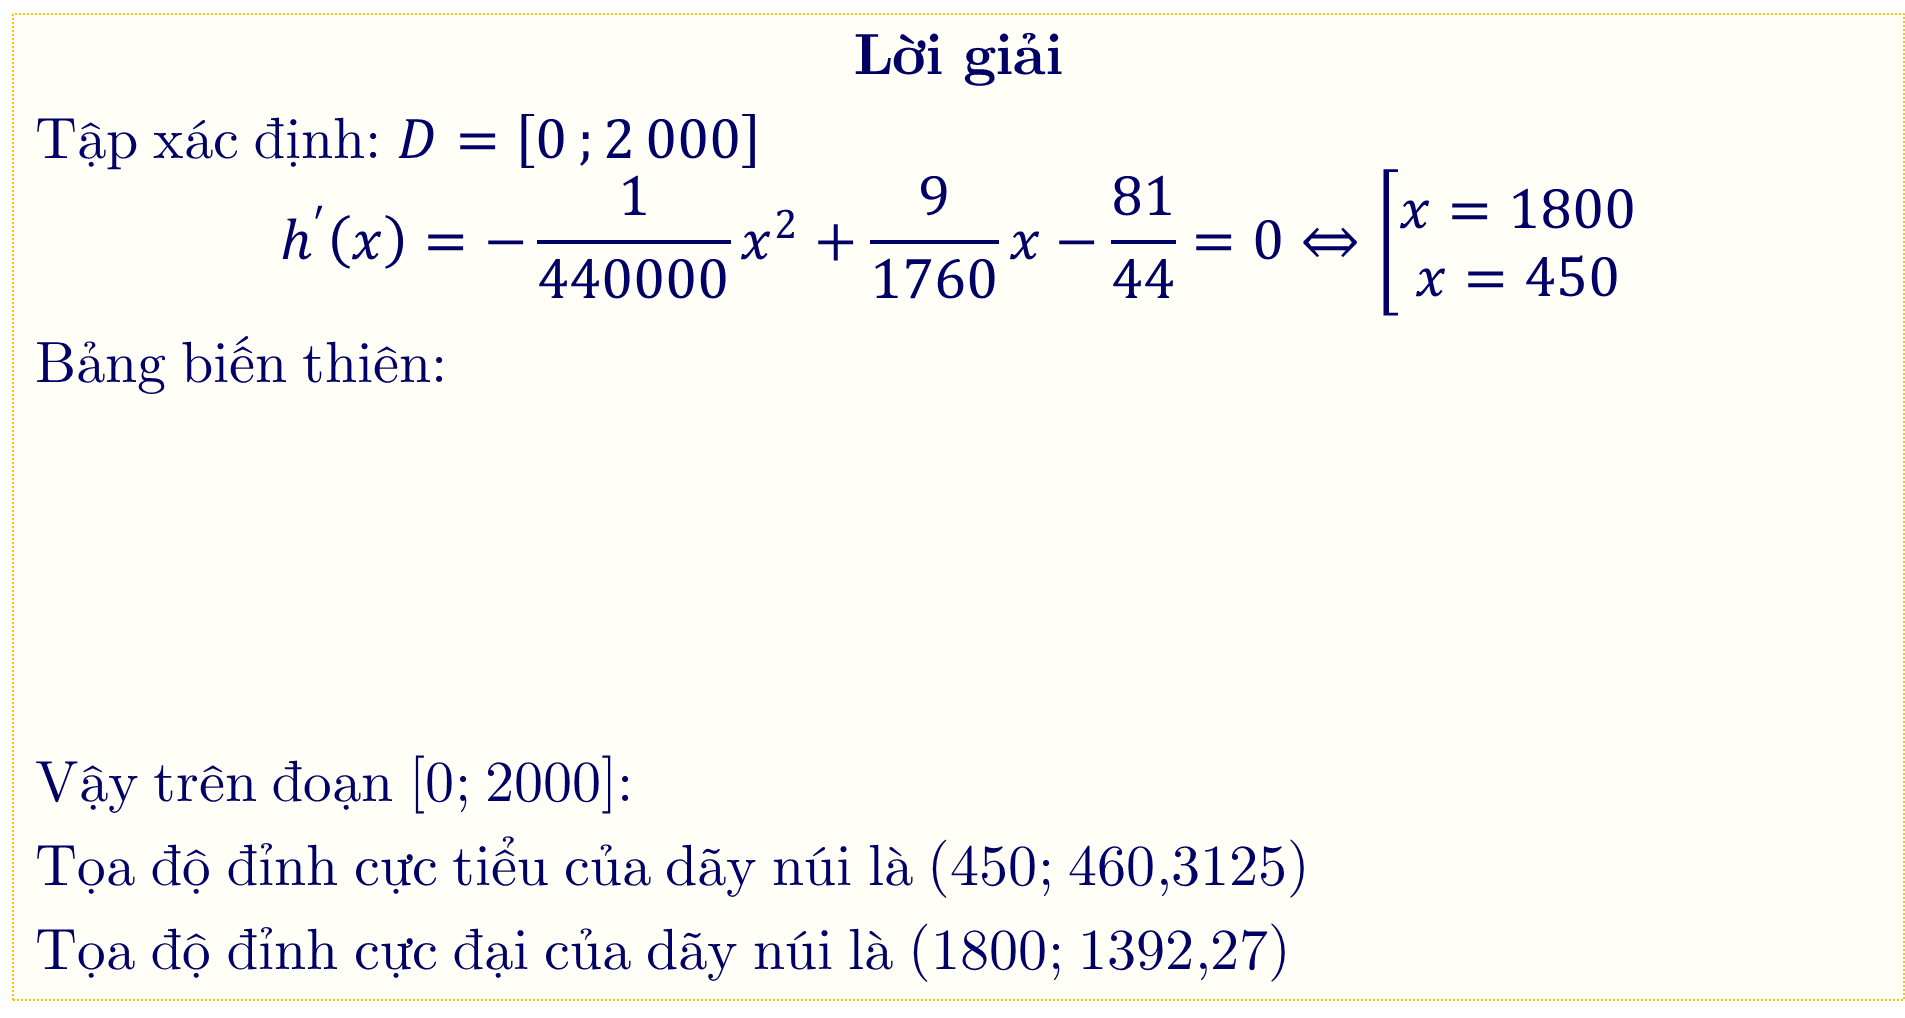 Lời giải
Tập xác định: D = [0 ; 2 000]
h′(x) = − 1/440000 x² + 9/1760 x − 81/44 = 0 ⇔ [ x = 1800
x = 450
Bảng biến thiên:
Vậy trên đoạn [0; 2000]:
Tọa độ đỉnh cực tiểu của dãy núi là (450; 460,3125)
Tọa độ đỉnh cực đại của dãy núi là (1800; 1392,27)